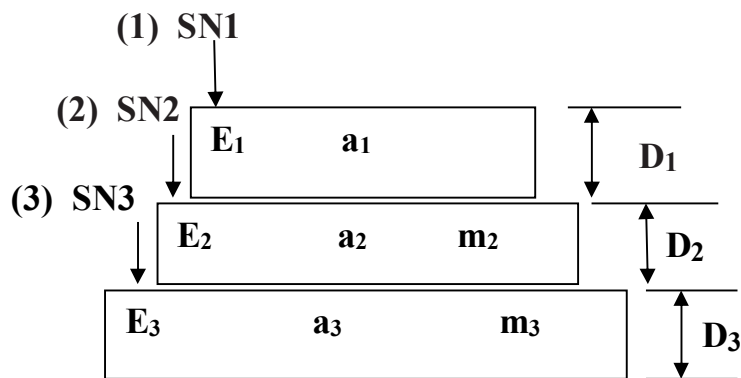 (1) SN1
(2) SN2
E₁ a₁ D₁
(3) SN3
E₂ a₂ m₂ D₂
E₃ a₃ m₃ D₃